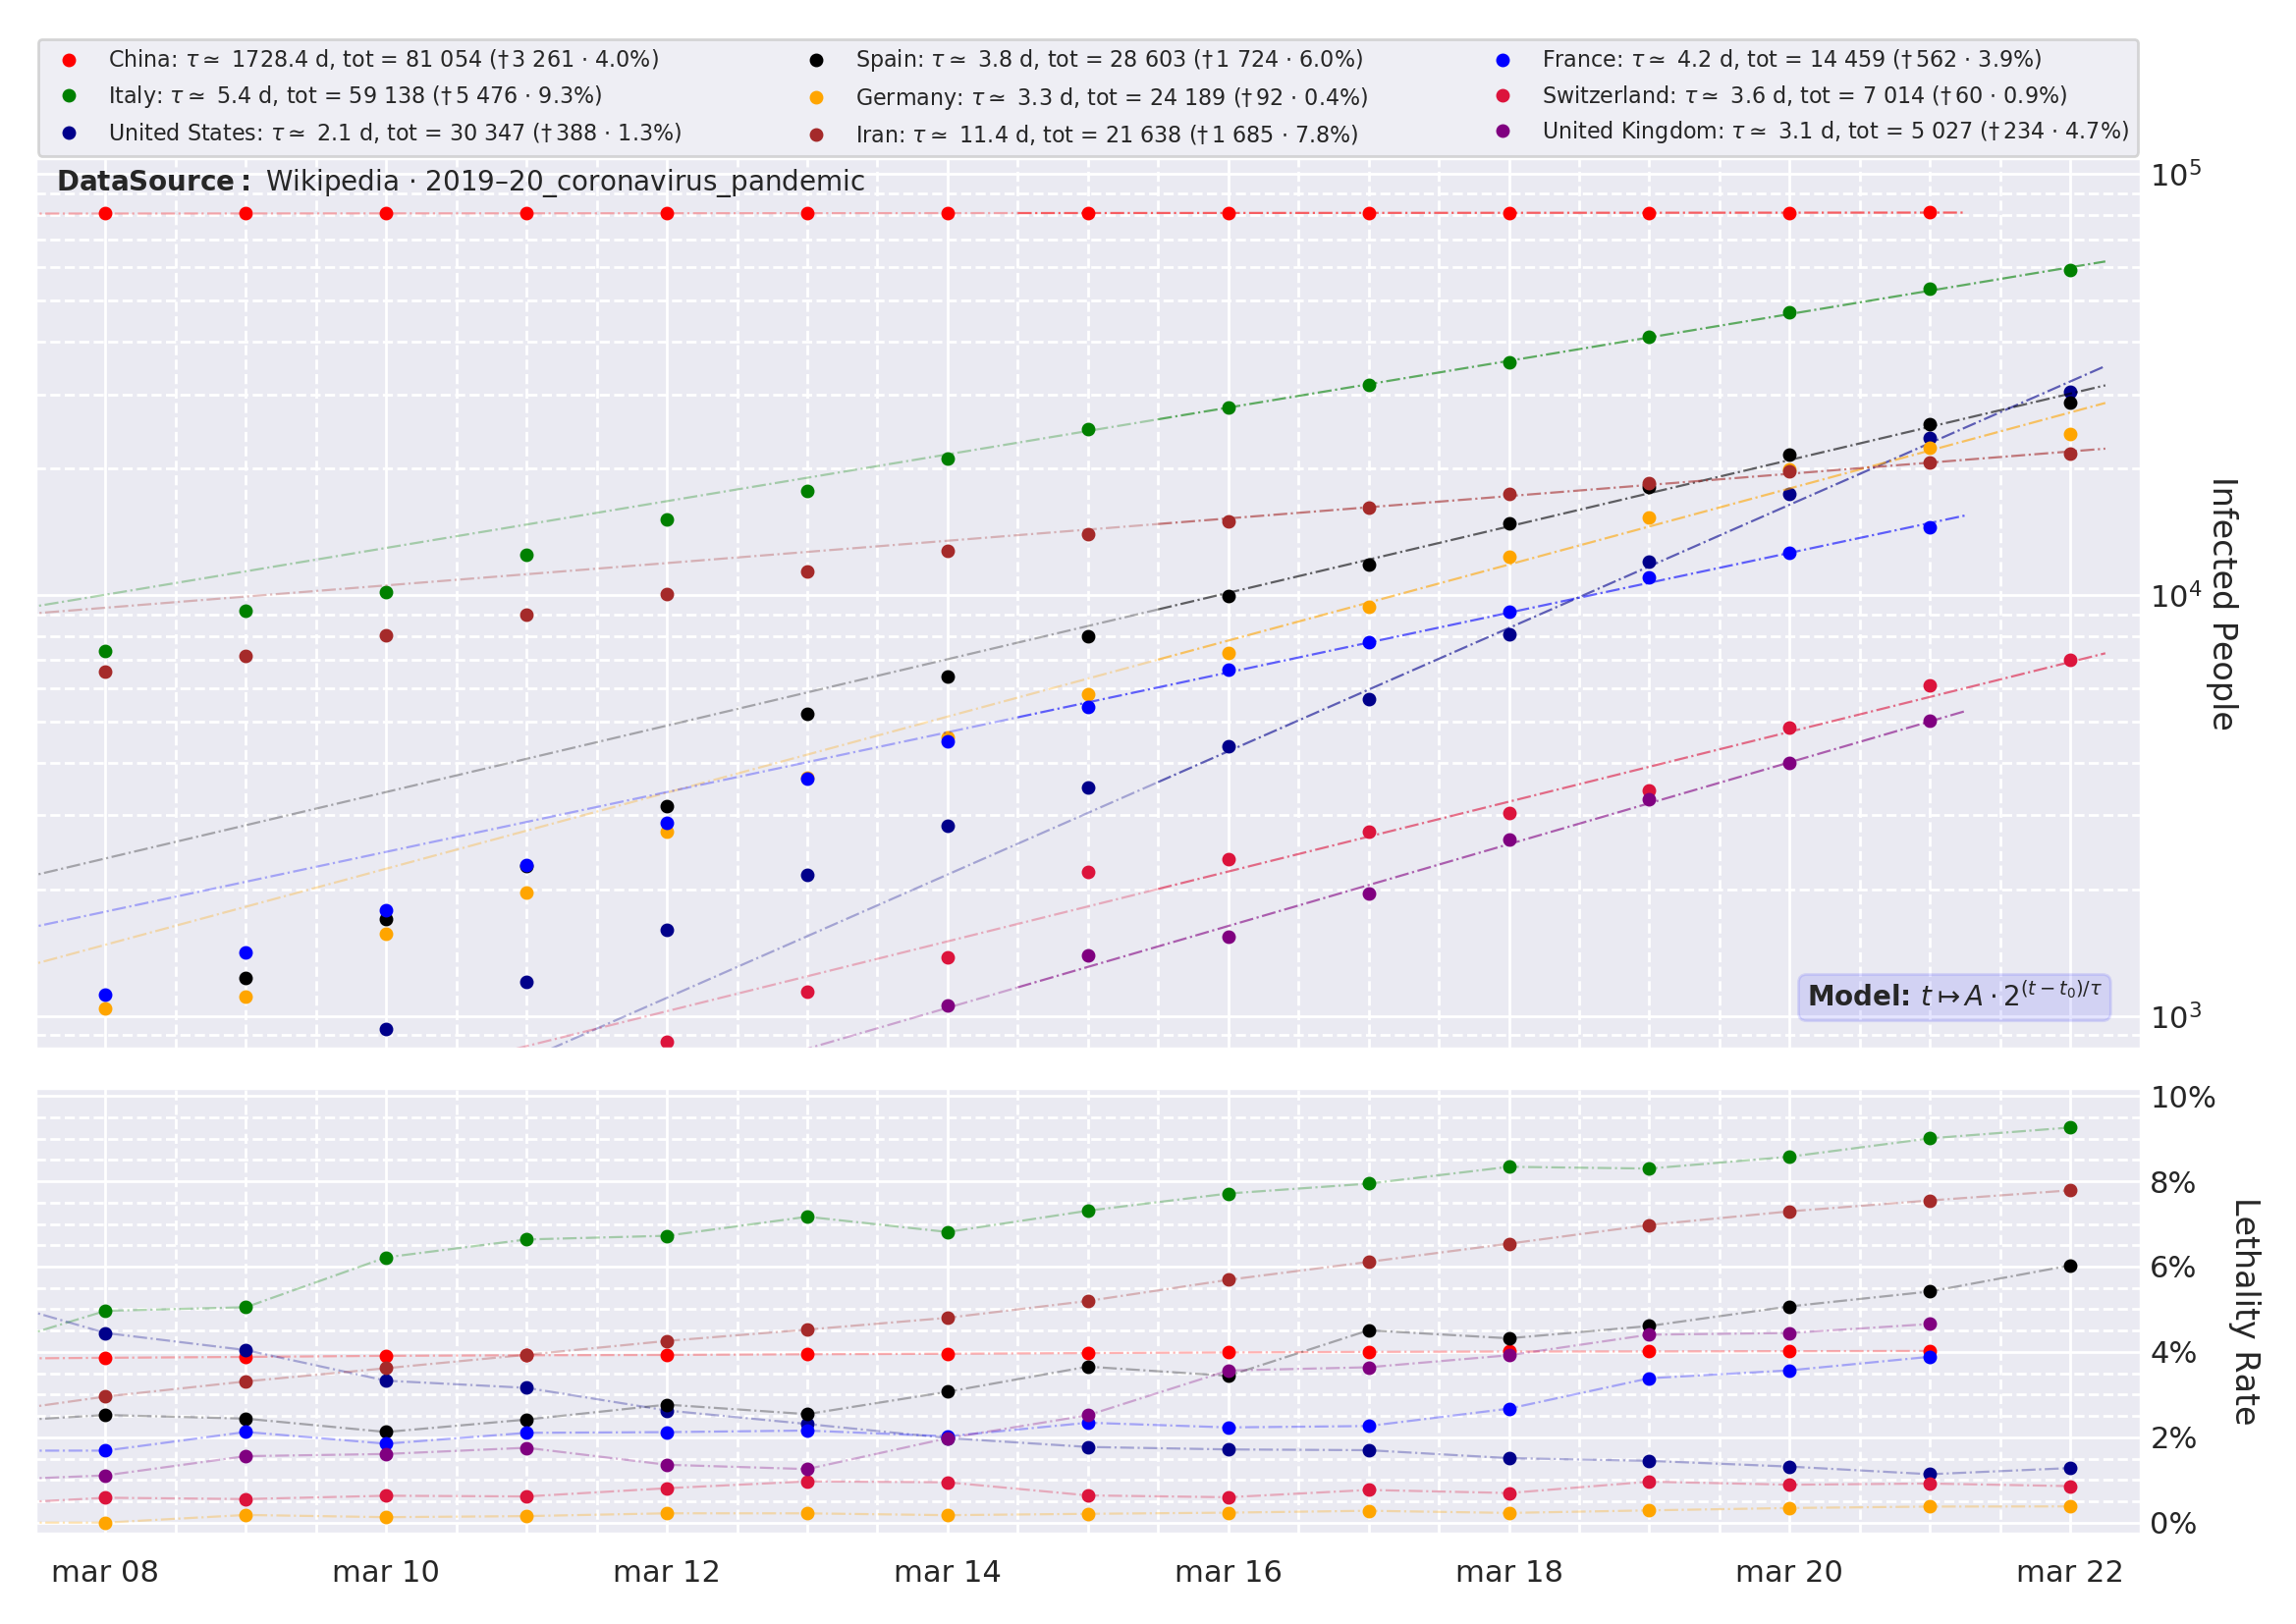 China: τ ≃ 1728.4 d, tot = 81 054 (†3 261 · 4.0%)
Italy: τ ≃ 5.4 d, tot = 59 138 (†5 476 · 9.3%)
United States: τ ≃ 2.1 d, tot = 30 347 (†388 · 1.3%)
Spain: τ ≃ 3.8 d, tot = 28 603 (†1 724 · 6.0%)
Germany: τ ≃ 3.3 d, tot = 24 189 (†92 · 0.4%)
Iran: τ ≃ 11.4 d, tot = 21 638 (†1 685 · 7.8%)
France: τ ≃ 4.2 d, tot = 14 459 (†562 · 3.9%)
Switzerland: τ ≃ 3.6 d, tot = 7 014 (†60 · 0.9%)
United Kingdom: τ ≃ 3.1 d, tot = 5 027 (†234 · 4.7%)
DataSource: Wikipedia · 2019–20_coronavirus_pandemic
10⁵
10⁴
10³
Infected People
Model: t ↦ A · 2^{(t − t₀)/τ}
10%
8%
6%
4%
2%
0%
Lethality Rate
mar 08 mar 10 mar 12 mar 14 mar 16 mar 18 mar 20 mar 22